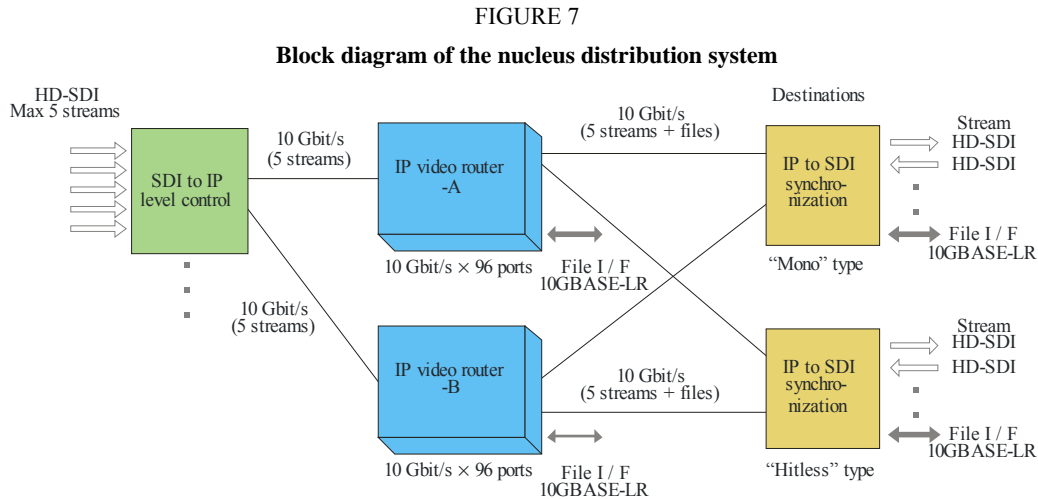 FIGURE 7
Block diagram of the nucleus distribution system
HD-SDI
Max 5 streams
SDI to IP
level control
10 Gbit/s
(5 streams)
10 Gbit/s
(5 streams)
IP video router
-A
10 Gbit/s × 96 ports
File I / F
10GBASE-LR
IP video router
-B
10 Gbit/s × 96 ports
File I / F
10GBASE-LR
10 Gbit/s
(5 streams + files)
10 Gbit/s
(5 streams + files)
Destinations
IP to SDI
synchro-
nization
"Mono" type
Stream
HD-SDI
HD-SDI
File I / F
10GBASE-LR
IP to SDI
synchro-
nization
"Hitless" type
Stream
HD-SDI
HD-SDI
File I / F
10GBASE-LR